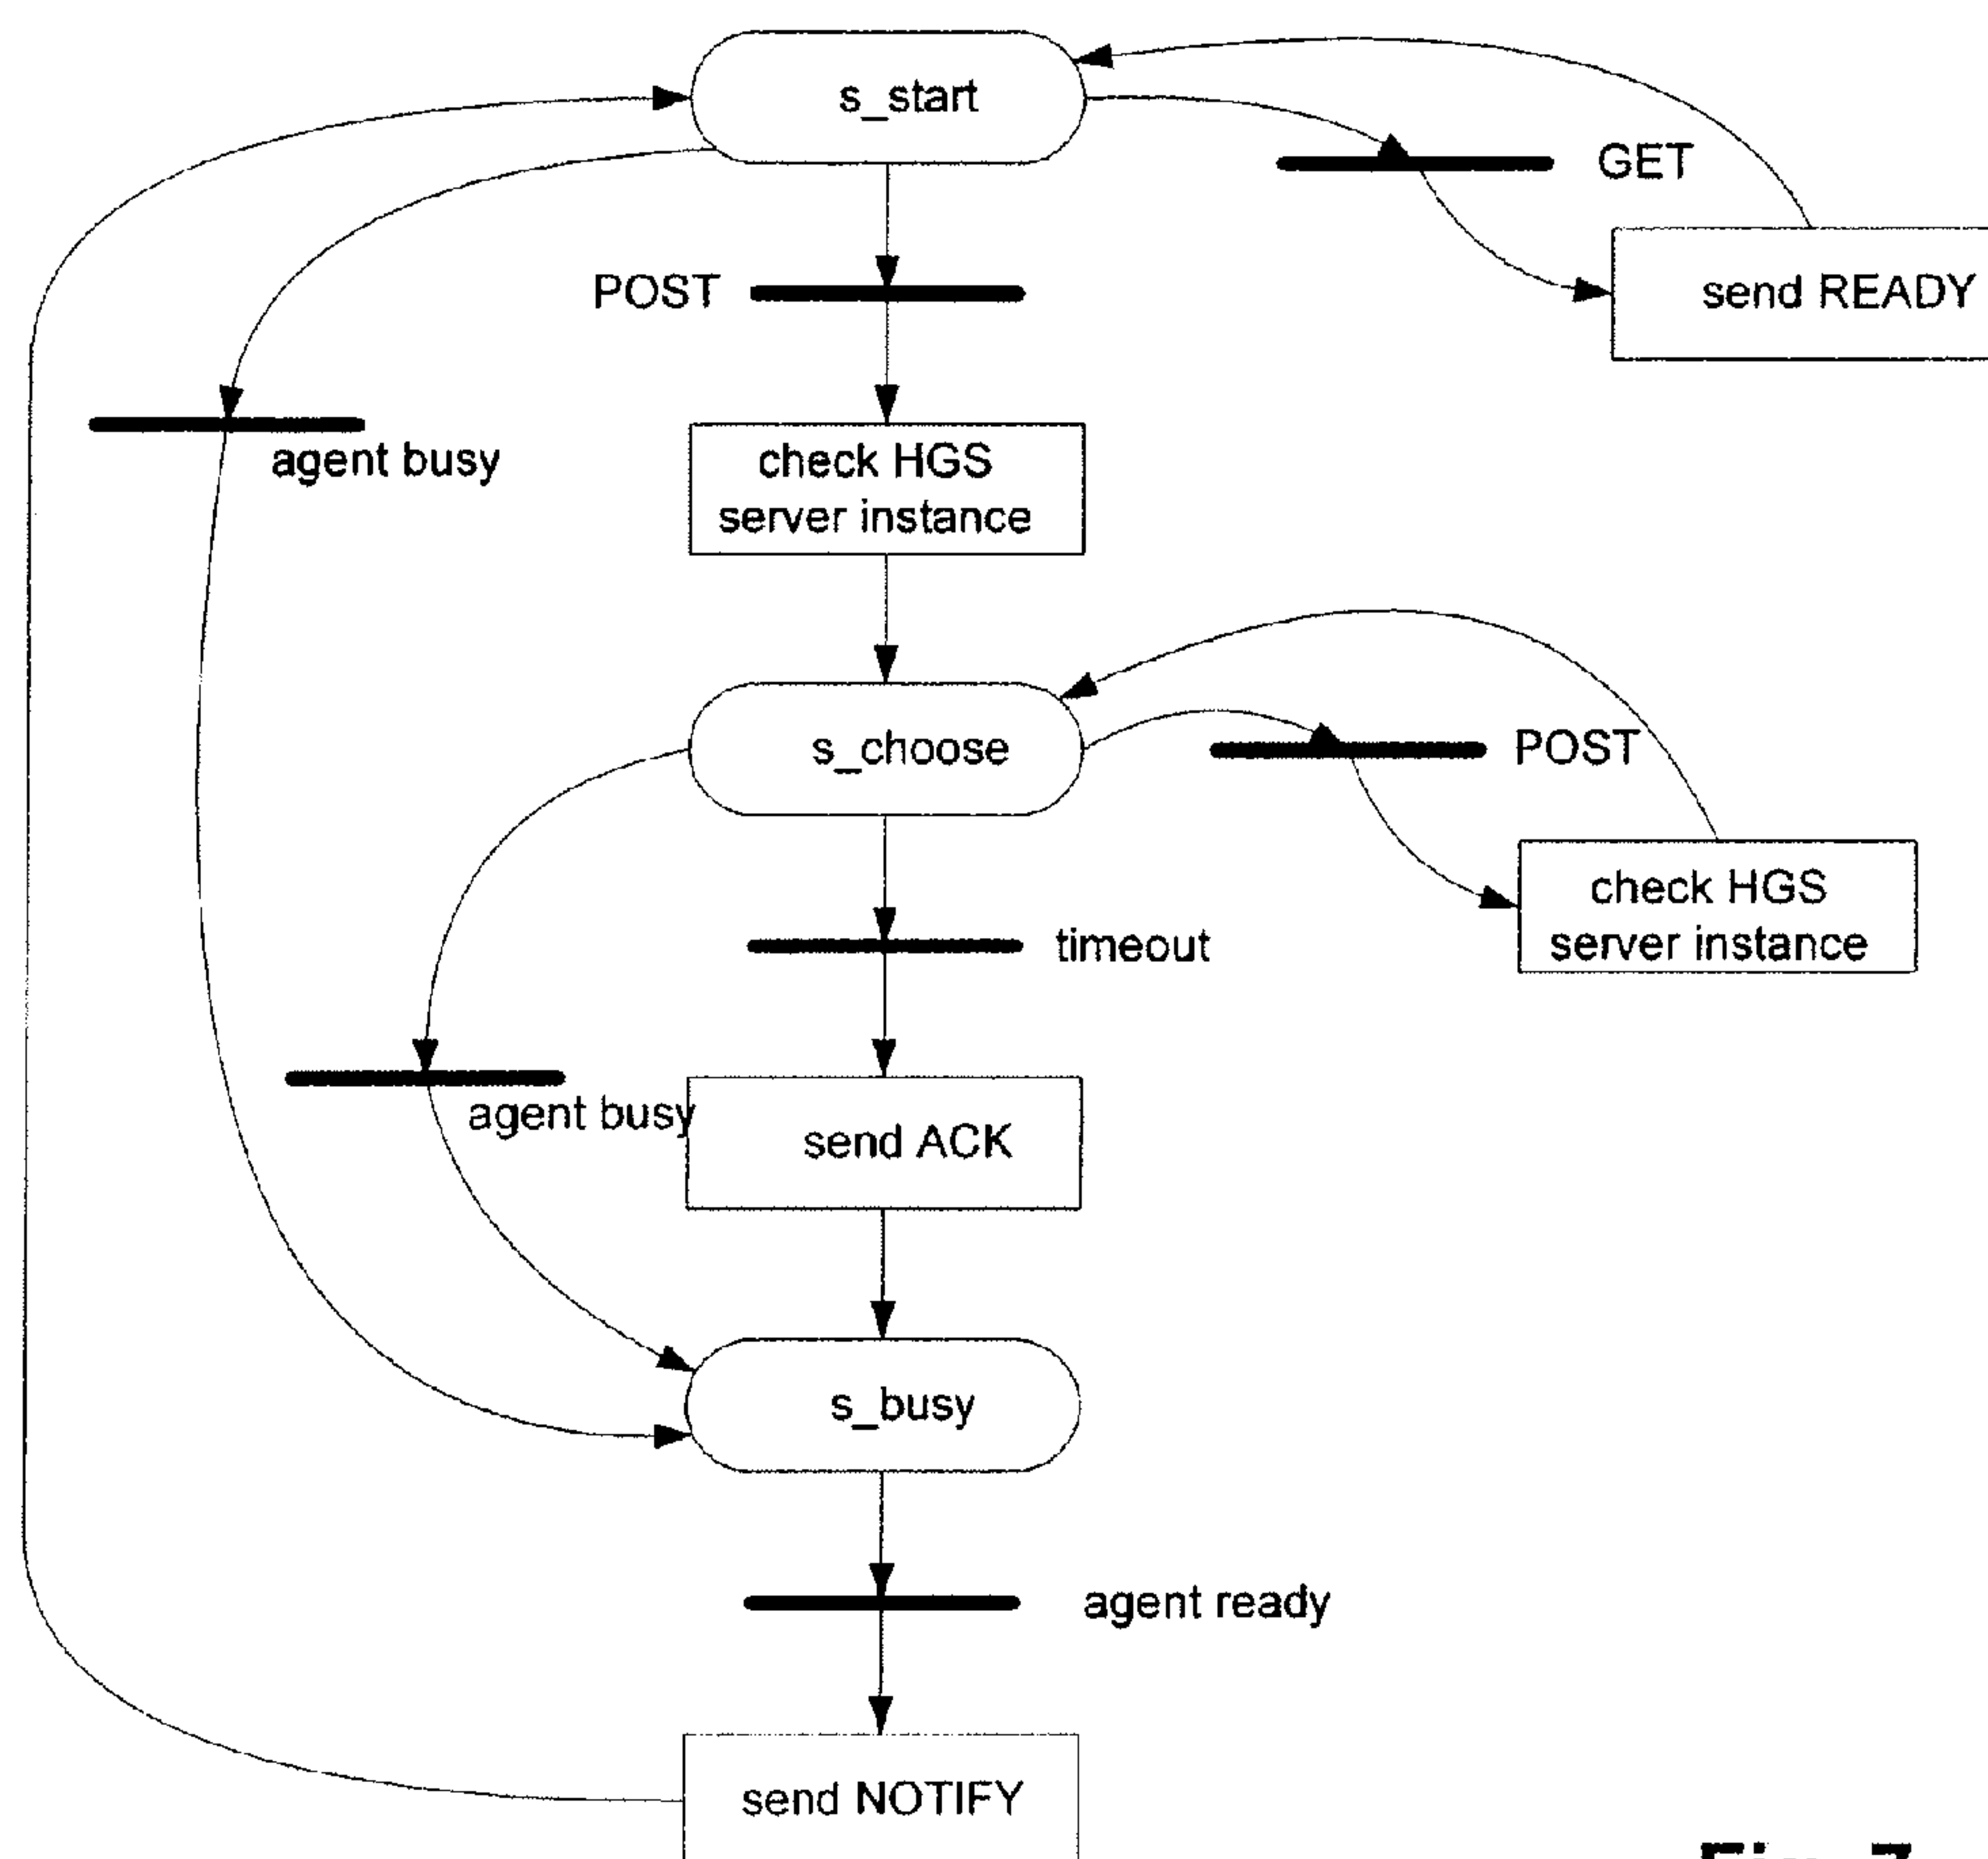 s_start
GET
send READY
POST
agent busy
check HGS
server instance
s_choose
POST
check HGS
server instance
timeout
agent busy
send ACK
s_busy
agent ready
send NOTIFY